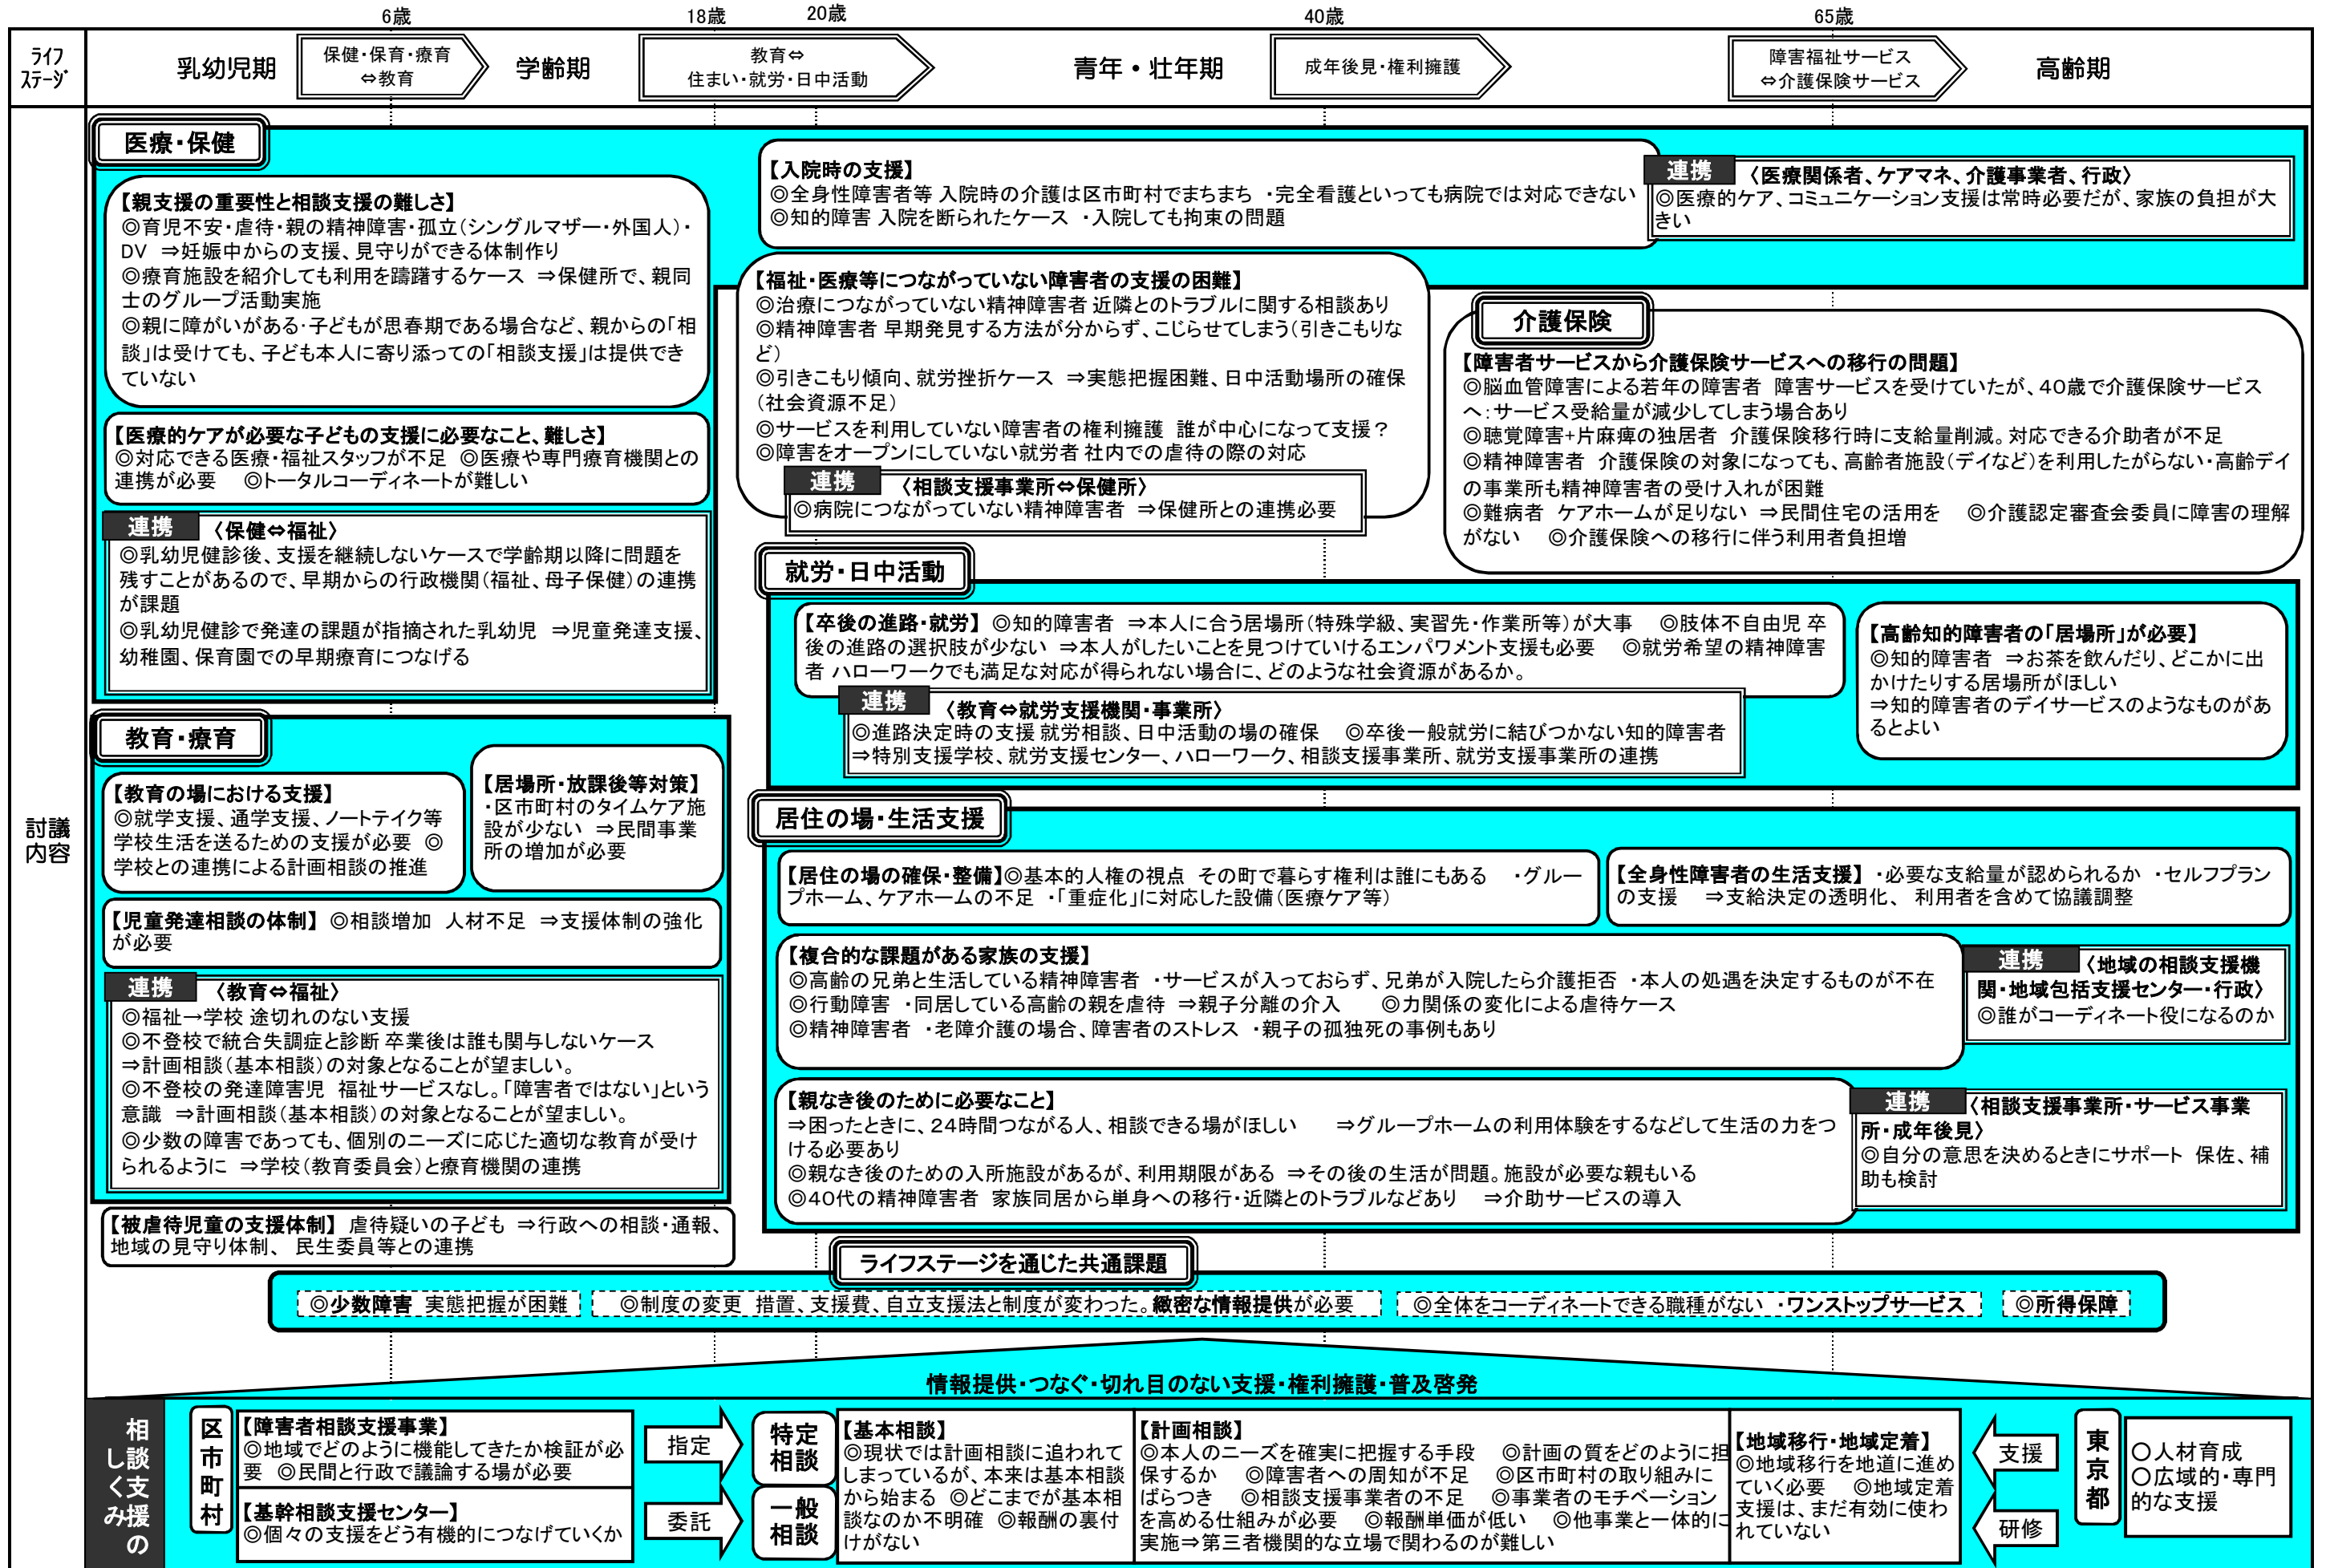 6歳
18歳
20歳
40歳
65歳
ライフ
ステージ
乳幼児期
保健・保育・療育
⇔教育
学齢期
教育⇔
住まい・就労・日中活動
青年・壮年期
成年後見・権利擁護
障害福祉サービス
⇔介護保険サービス
高齢期
討議
内容
医療・保健
【親支援の重要性と相談支援の難しさ】
◎育児不安・虐待・親の精神障害・孤立(シングルマザー・外国人)・
DV ⇒妊娠中からの支援、見守りができる体制作り
◎療育施設を紹介しても利用を躊躇するケース ⇒保健所で、親同
士のグループ活動実施
◎親に障がいがある・子どもが思春期である場合など、親からの「相
談」は受けても、子ども本人に寄り添っての「相談支援」は提供でき
ていない
【医療的ケアが必要な子どもの支援に必要なこと、難しさ】
◎対応できる医療・福祉スタッフが不足 ◎医療や専門療育機関との
連携が必要 ◎トータルコーディネートが難しい
連携 〈保健⇔福祉〉
◎乳幼児健診後、支援を継続しないケースで学齢期以降に問題を
残すことがあるので、早期からの行政機関(福祉、母子保健)の連携
が課題
◎乳幼児健診で発達の課題が指摘された乳幼児 ⇒児童発達支援、
幼稚園、保育園での早期療育につなげる
【入院時の支援】
◎全身性障害者等 入院時の介護は区市町村でまちまち ・完全看護といっても病院では対応できない
◎知的障害 入院を断られたケース ・入院しても拘束の問題
連携 〈医療関係者、ケアマネ、介護事業者、行政〉
◎医療的ケア、コミュニケーション支援は常時必要だが、家族の負担が大
きい
【福祉・医療等につながっていない障害者の支援の困難】
◎治療につながっていない精神障害者 近隣とのトラブルに関する相談あり
◎精神障害者 早期発見する方法が分からず、こじらせてしまう(引きこもりな
ど)
◎引きこもり傾向、就労挫折ケース ⇒実態把握困難、日中活動場所の確保
(社会資源不足)
◎サービスを利用していない障害者の権利擁護 誰が中心になって支援?
◎障害をオープンにしていない就労者 社内での虐待の際の対応
連携 〈相談支援事業所⇔保健所〉
◎病院につながっていない精神障害者 ⇒保健所との連携必要
介護保険
【障害者サービスから介護保険サービスへの移行の問題】
◎脳血管障害による若年の障害者 障害サービスを受けていたが、40歳で介護保険サービス
へ:サービス受給量が減少してしまう場合あり
◎聴覚障害+片麻痺の独居者 介護保険移行時に支給量削減。対応できる介助者が不足
◎精神障害者 介護保険の対象になっても、高齢者施設(デイなど)を利用したがらない・高齢デイ
の事業所も精神障害者の受け入れが困難
◎難病者 ケアホームが足りない ⇒民間住宅の活用を ◎介護認定審査会委員に障害の理解
がない ◎介護保険への移行に伴う利用者負担増
就労・日中活動
【卒後の進路・就労】 ◎知的障害者 ⇒本人に合う居場所(特殊学級、実習先・作業所等)が大事 ◎肢体不自由児 卒
後の進路の選択肢が少ない ⇒本人がしたいことを見つけていけるエンパワメント支援も必要 ◎就労希望の精神障害
者 ハローワークでも満足な対応が得られない場合に、どのような社会資源があるか。
連携 〈教育⇔就労支援機関・事業所〉
◎進路決定時の支援 就労相談、日中活動の場の確保 ◎卒後一般就労に結びつかない知的障害者
⇒特別支援学校、就労支援センター、ハローワーク、相談支援事業所、就労支援事業所の連携
【高齢知的障害者の「居場所」が必要】
◎知的障害者 ⇒お茶を飲んだり、どこかに出
かけたりする居場所がほしい
⇒知的障害者のデイサービスのようなものがあ
るとよい
教育・療育
【教育の場における支援】
◎就学支援、通学支援、ノートテイク等
学校生活を送るための支援が必要 ◎
学校との連携による計画相談の推進
【居場所・放課後等対策】
・区市町村のタイムケア施
設が少ない ⇒民間事業
所の増加が必要
【児童発達相談の体制】 ◎相談増加 人材不足 ⇒支援体制の強化
が必要
連携 〈教育⇔福祉〉
◎福祉→学校 途切れのない支援
◎不登校で統合失調症と診断 卒業後は誰も関与しないケース
⇒計画相談(基本相談)の対象となることが望ましい。
◎不登校の発達障害児 福祉サービスなし。「障害者ではない」という
意識 ⇒計画相談(基本相談)の対象となることが望ましい。
◎少数の障害であっても、個別のニーズに応じた適切な教育が受け
られるように ⇒学校(教育委員会)と療育機関の連携
【被虐待児童の支援体制】 虐待疑いの子ども ⇒行政への相談・通報、
地域の見守り体制、 民生委員等との連携
居住の場・生活支援
【居住の場の確保・整備】◎基本的人権の視点 その町で暮らす権利は誰にもある ・グルー
プホーム、ケアホームの不足 ・「重症化」に対応した設備(医療ケア等)
【全身性障害者の生活支援】 ・必要な支給量が認められるか ・セルフプラン
の支援 ⇒支給決定の透明化、 利用者を含めて協議調整
【複合的な課題がある家族の支援】
◎高齢の兄弟と生活している精神障害者 ・サービスが入っておらず、兄弟が入院したら介護拒否 ・本人の処遇を決定するものが不在
◎行動障害 ・同居している高齢の親を虐待 ⇒親子分離の介入 ◎力関係の変化による虐待ケース
◎精神障害者 ・老障介護の場合、障害者のストレス ・親子の孤独死の事例もあり
連携 〈地域の相談支援機
関・地域包括支援センター・行政〉
◎誰がコーディネート役になるのか
【親なき後のために必要なこと】
⇒困ったときに、24時間つながる人、相談できる場がほしい ⇒グループホームの利用体験をするなどして生活の力をつ
ける必要あり
◎親なき後のための入所施設があるが、利用期限がある ⇒その後の生活が問題。施設が必要な親もいる
◎40代の精神障害者 家族同居から単身への移行・近隣とのトラブルなどあり ⇒介助サービスの導入
連携 〈相談支援事業所・サービス事業
所・成年後見〉
◎自分の意思を決めるときにサポート 保佐、補
助も検討
ライフステージを通じた共通課題
◎少数障害 実態把握が困難
◎制度の変更 措置、支援費、自立支援法と制度が変わった。緻密な情報提供が必要
◎全体をコーディネートできる職種がない ・ワンストップサービス
◎所得保障
情報提供・つなぐ・切れ目のない支援・権利擁護・普及啓発
相談支援の
しくみ
区市町村
【障害者相談支援事業】
◎地域でどのように機能してきたか検証が必
要 ◎民間と行政で議論する場が必要
【基幹相談支援センター】
◎個々の支援をどう有機的につなげていくか
指定
委託
特定
相談
一般
相談
【基本相談】
◎現状では計画相談に追われて
しまっているが、本来は基本相談
から始まる ◎どこまでが基本相
談なのか不明確 ◎報酬の裏付
けがない
【計画相談】
◎本人のニーズを確実に把握する手段 ◎計画の質をどのように担
保するか ◎障害者への周知が不足 ◎区市町村の取り組みに
ばらつき ◎相談支援事業者の不足 ◎事業者のモチベーション
を高める仕組みが必要 ◎報酬単価が低い ◎他事業と一体的に
実施⇒第三者機関的な立場で関わるのが難しい
【地域移行・地域定着】
◎地域移行を地道に進め
ていく必要 ◎地域定着
支援は、まだ有効に使わ
れていない
支援
研修
東京都
○人材育成
○広域的・専門
的な支援